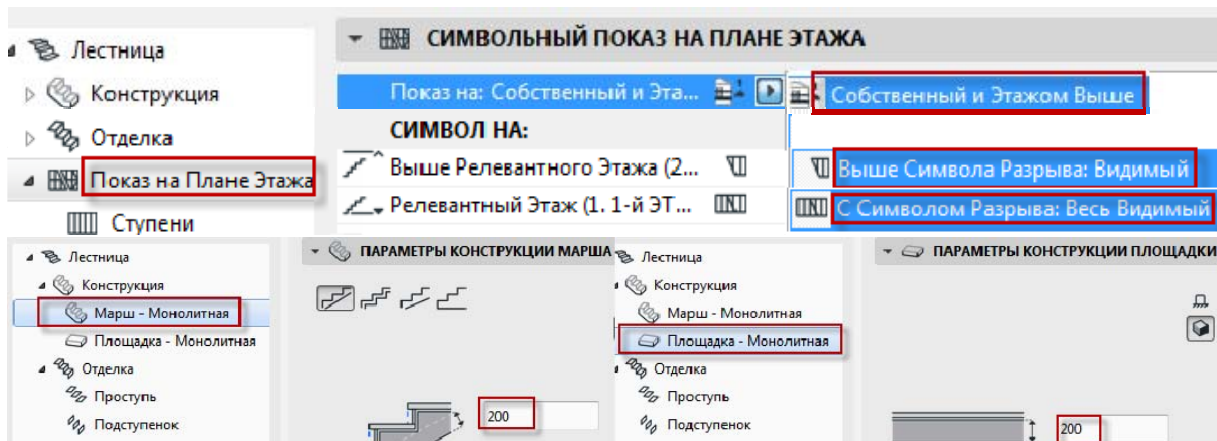 Лестница
Конструкция
Отделка
Показ на Плане Этажа
Ступени
СИМВОЛЬНЫЙ ПОКАЗ НА ПЛАНЕ ЭТАЖА
Показ на: Собственный и Эта... Собственный и Этажом Выше
СИМВОЛ НА:
Выше Релевантного Этажа (2... Выше Символа Разрыва: Видимый
Релевантный Этаж (1. 1-й ЭТ... С Символом Разрыва: Весь Видимый
Лестница
Конструкция
Марш - Монолитная
Площадка - Монолитная
Отделка
Проступь
Подступенок
ПАРАМЕТРЫ КОНСТРУКЦИИ МАРША
200
Лестница
Конструкция
Марш - Монолитная
Площадка - Монолитная
Отделка
Проступь
Подступенок
ПАРАМЕТРЫ КОНСТРУКЦИИ ПЛОЩАДКИ
200